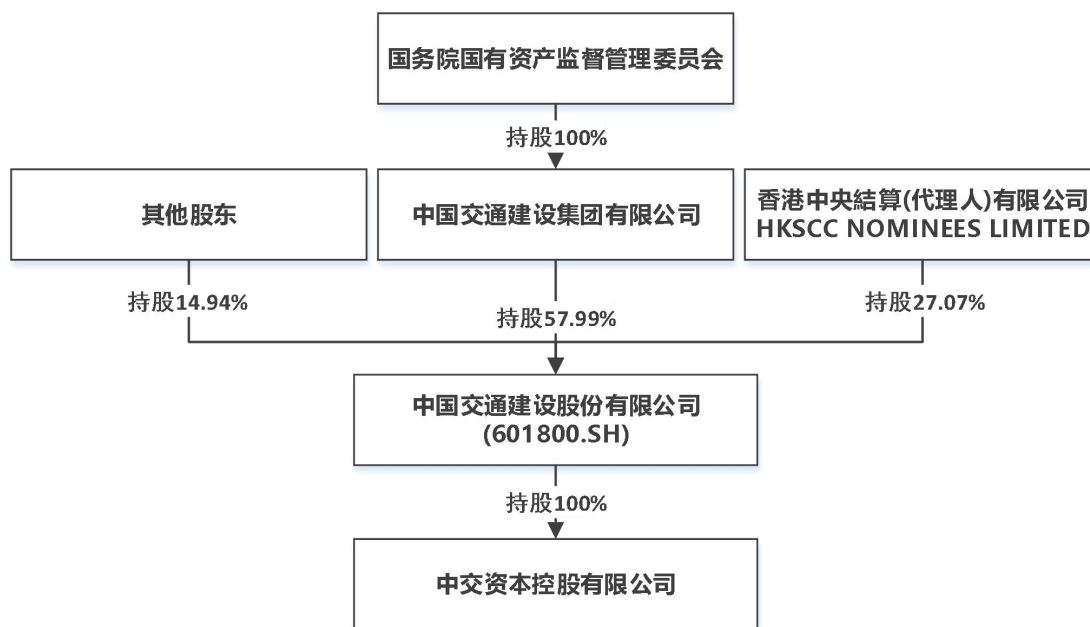 国务院国有资产监督管理委员会
持股100%
其他股东
中国交通建设集团有限公司
香港中央結算(代理人)有限公司
HKSCC NOMINEES LIMITED
持股14.94%
持股57.99%
持股27.07%
中国交通建设股份有限公司
(601800.SH)
持股100%
中交资本控股有限公司